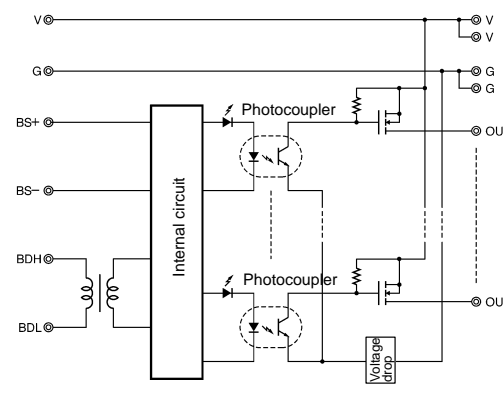 V
V
V
G
G
G
BS+
Photocoupler
OU
BS−
Internal circuit
BDH
Photocoupler
OU
BDL
Voltage drop